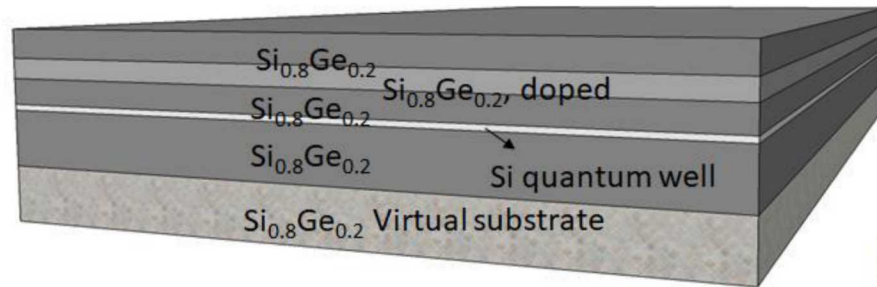 Si₀.₈Ge₀.₂
Si₀.₈Ge₀.₂, doped
Si₀.₈Ge₀.₂
Si₀.₈Ge₀.₂
Si quantum well
Si₀.₈Ge₀.₂ Virtual substrate